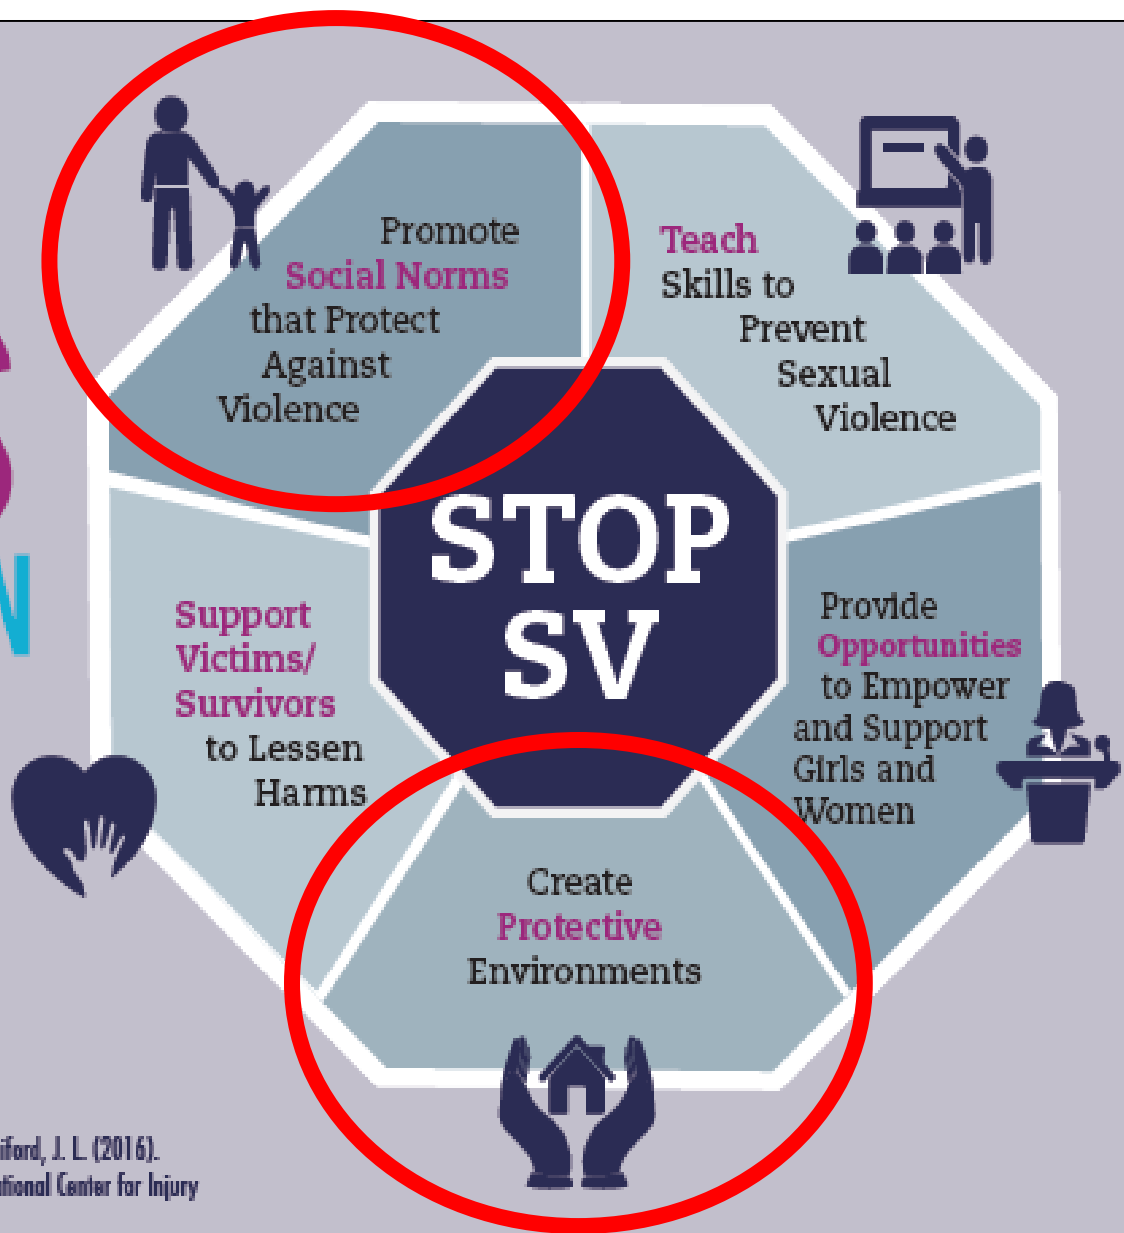 Promote
Social Norms
that Protect
Against
Violence
Teach
Skills to
Prevent
Sexual
Violence
STOP
SV
Support
Victims/
Survivors
to Lessen
Harms
Provide
Opportunities
to Empower
and Support
Girls and
Women
Create
Protective
Environments
J. L. (2016).
Center for Injury